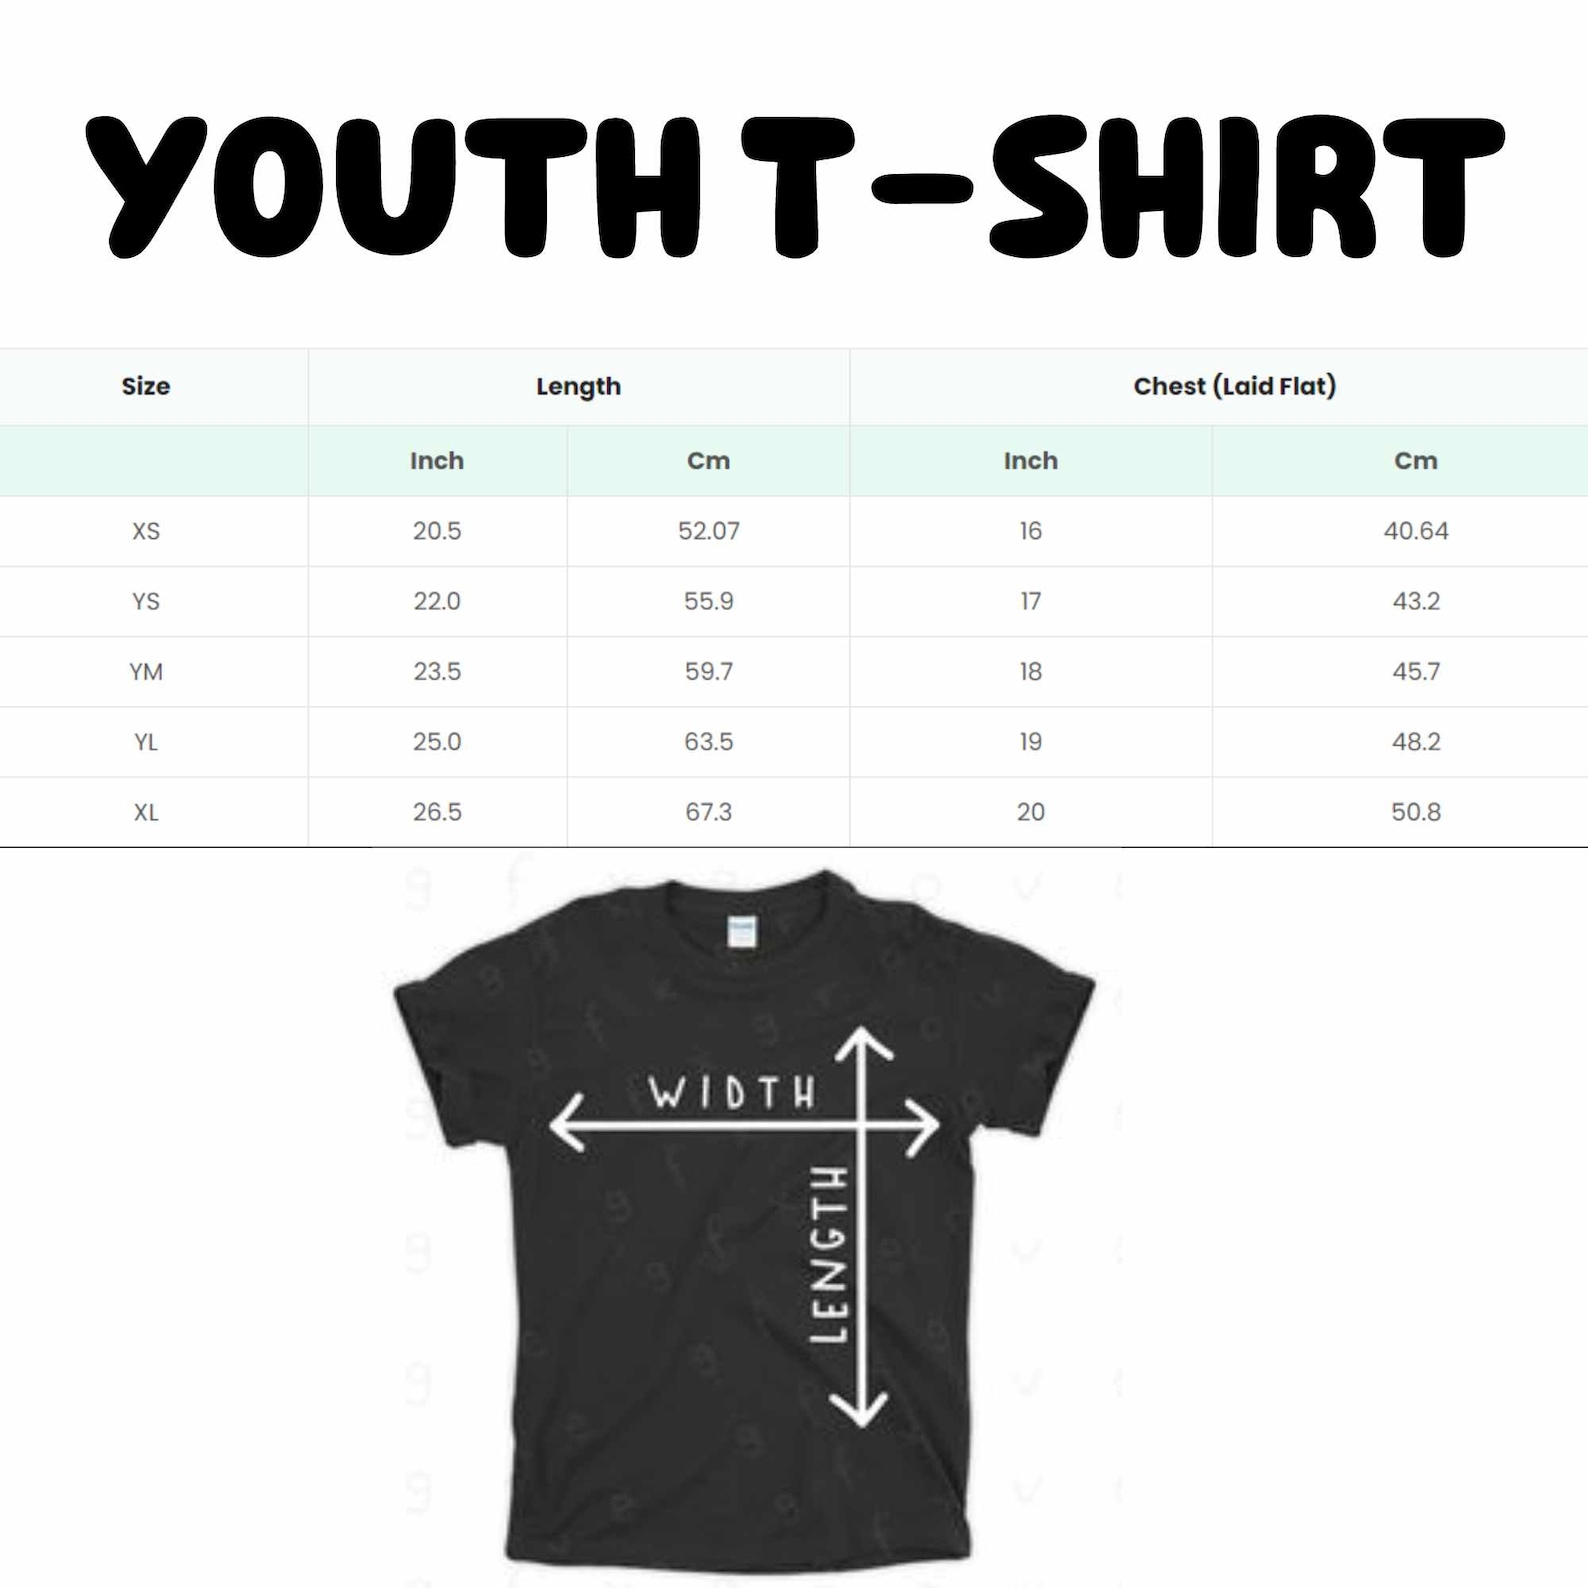 YOUTH T-SHIRT
Size Length Chest (Laid Flat)
Inch Cm Inch Cm
XS 20.5 52.07 16 40.64
YS 22.0 55.9 17 43.2
YM 23.5 59.7 18 45.7
YL 25.0 63.5 19 48.2
XL 26.5 67.3 20 50.8
WIDTH
LENGTH